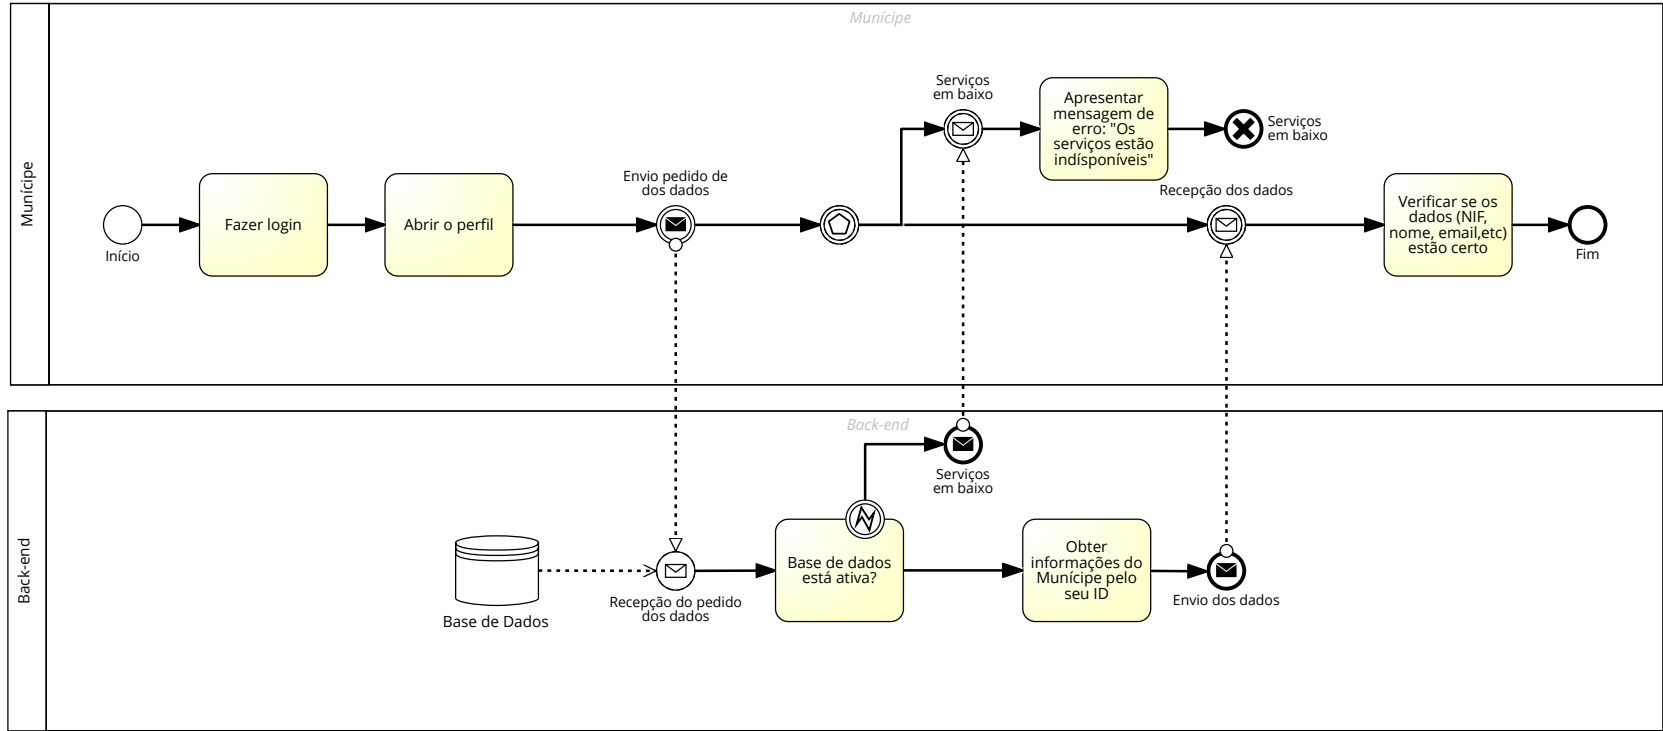 Munícipe
Munícipe
Início
Fazer login
Abrir o perfil
Envio pedido de
dos dados
Serviços
em baixo
Apresentar
mensagem de
erro: "Os
serviços estão
indísponíveis"
Serviços
em baixo
Recepção dos dados
Verificar se os
dados (NIF,
nome, email,etc)
estão certo
Fim
Back-end
Back-end
Base de Dados
Recepção do pedido
dos dados
Base de dados
está ativa?
Serviços
em baixo
Obter
informações do
Munícipe pelo
seu ID
Envio dos dados